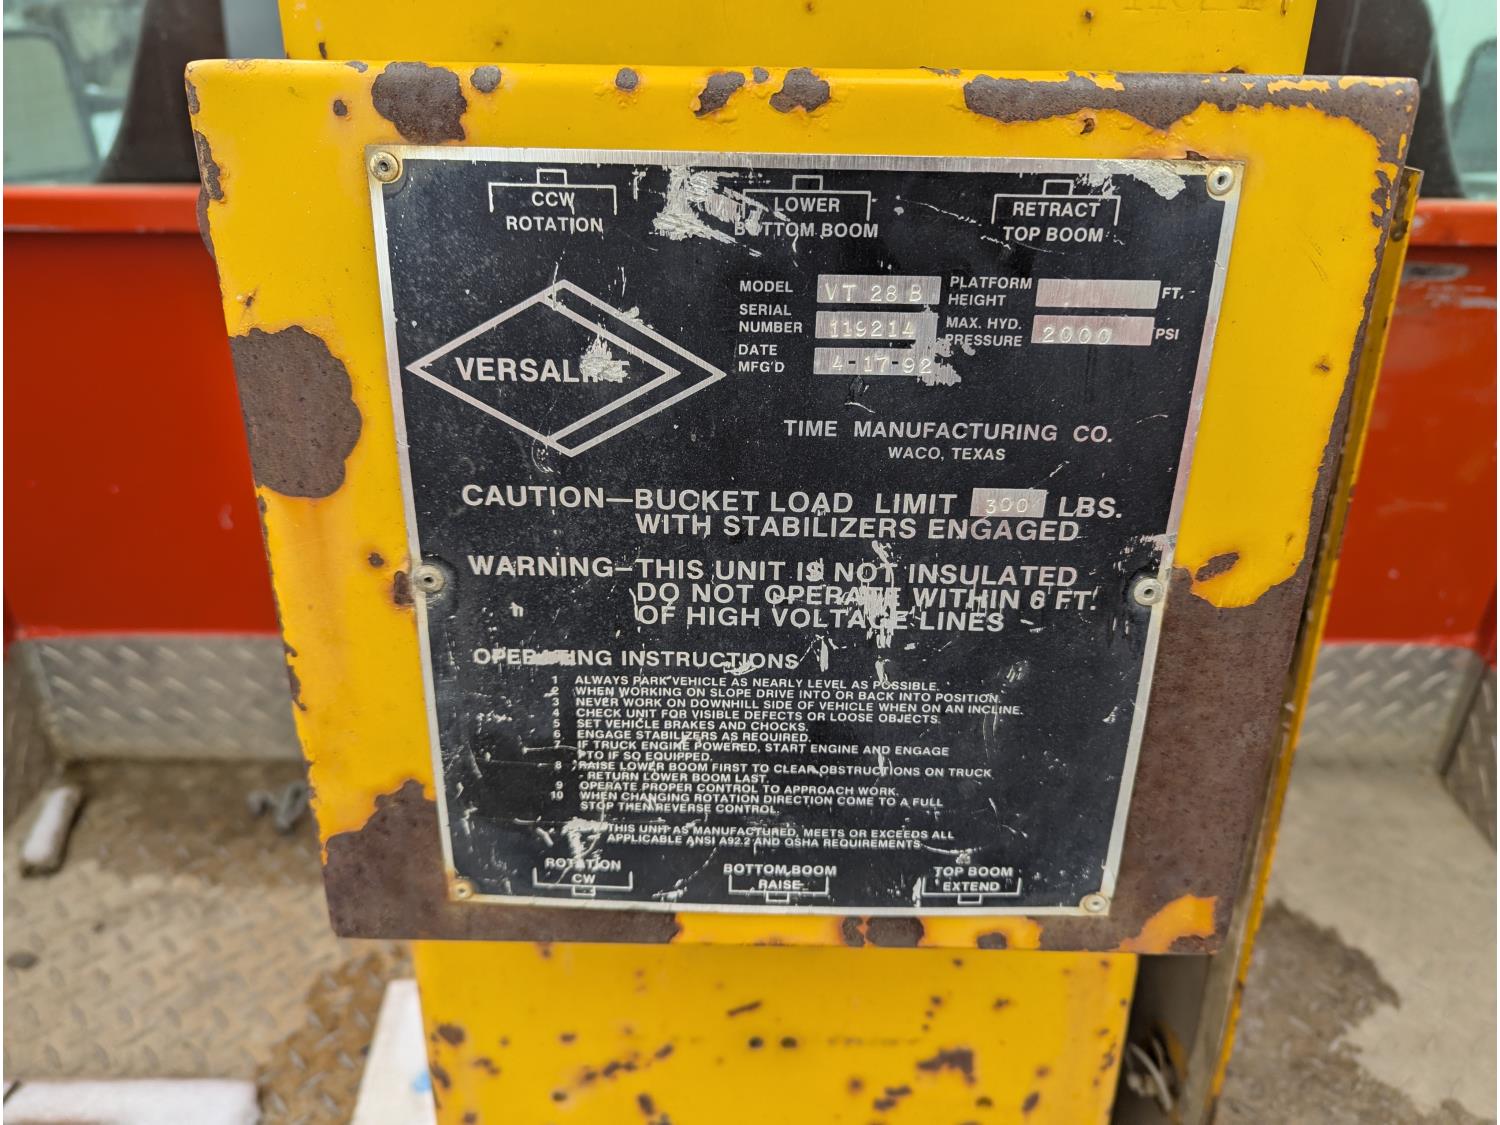 CCW
ROTATION
LOWER
BOTTOM BOOM
RETRACT
TOP BOOM
MODEL VT 28 B
PLATFORM
HEIGHT FT.
SERIAL
NUMBER 119214
MAX. HYD.
PRESSURE 2000 PSI
DATE
MFG'D 4-17-92
VERSALIFT
TIME MANUFACTURING CO.
WACO, TEXAS
CAUTION—BUCKET LOAD LIMIT 300 LBS.
WITH STABILIZERS ENGAGED
WARNING—THIS UNIT IS NOT INSULATED
DO NOT OPERATE WITHIN 6 FT.
OF HIGH VOLTAGE LINES
OPERATING INSTRUCTIONS
1 ALWAYS PARK VEHICLE AS NEARLY LEVEL AS POSSIBLE.
2 WHEN WORKING ON SLOPE DRIVE INTO OR BACK INTO POSITION.
3 NEVER WORK ON DOWNHILL SIDE OF VEHICLE WHEN ON AN INCLINE.
4 CHECK UNIT FOR VISIBLE DEFECTS OR LOOSE OBJECTS.
5 SET VEHICLE BRAKES AND CHOCKS.
6 ENGAGE STABILIZERS AS REQUIRED.
7 IF TRUCK ENGINE POWERED, START ENGINE AND ENGAGE
PTO IF SO EQUIPPED.
8 RAISE LOWER BOOM FIRST TO CLEAR OBSTRUCTIONS ON TRUCK
- RETURN LOWER BOOM LAST.
9 OPERATE PROPER CONTROL TO APPROACH WORK.
10 WHEN CHANGING ROTATION DIRECTION COME TO A FULL
STOP THEN REVERSE CONTROL.
THIS UNIT AS MANUFACTURED, MEETS OR EXCEEDS ALL
APPLICABLE ANSI A92.2 AND OSHA REQUIREMENTS
ROTATION
CW
BOTTOM BOOM
RAISE
TOP BOOM
EXTEND